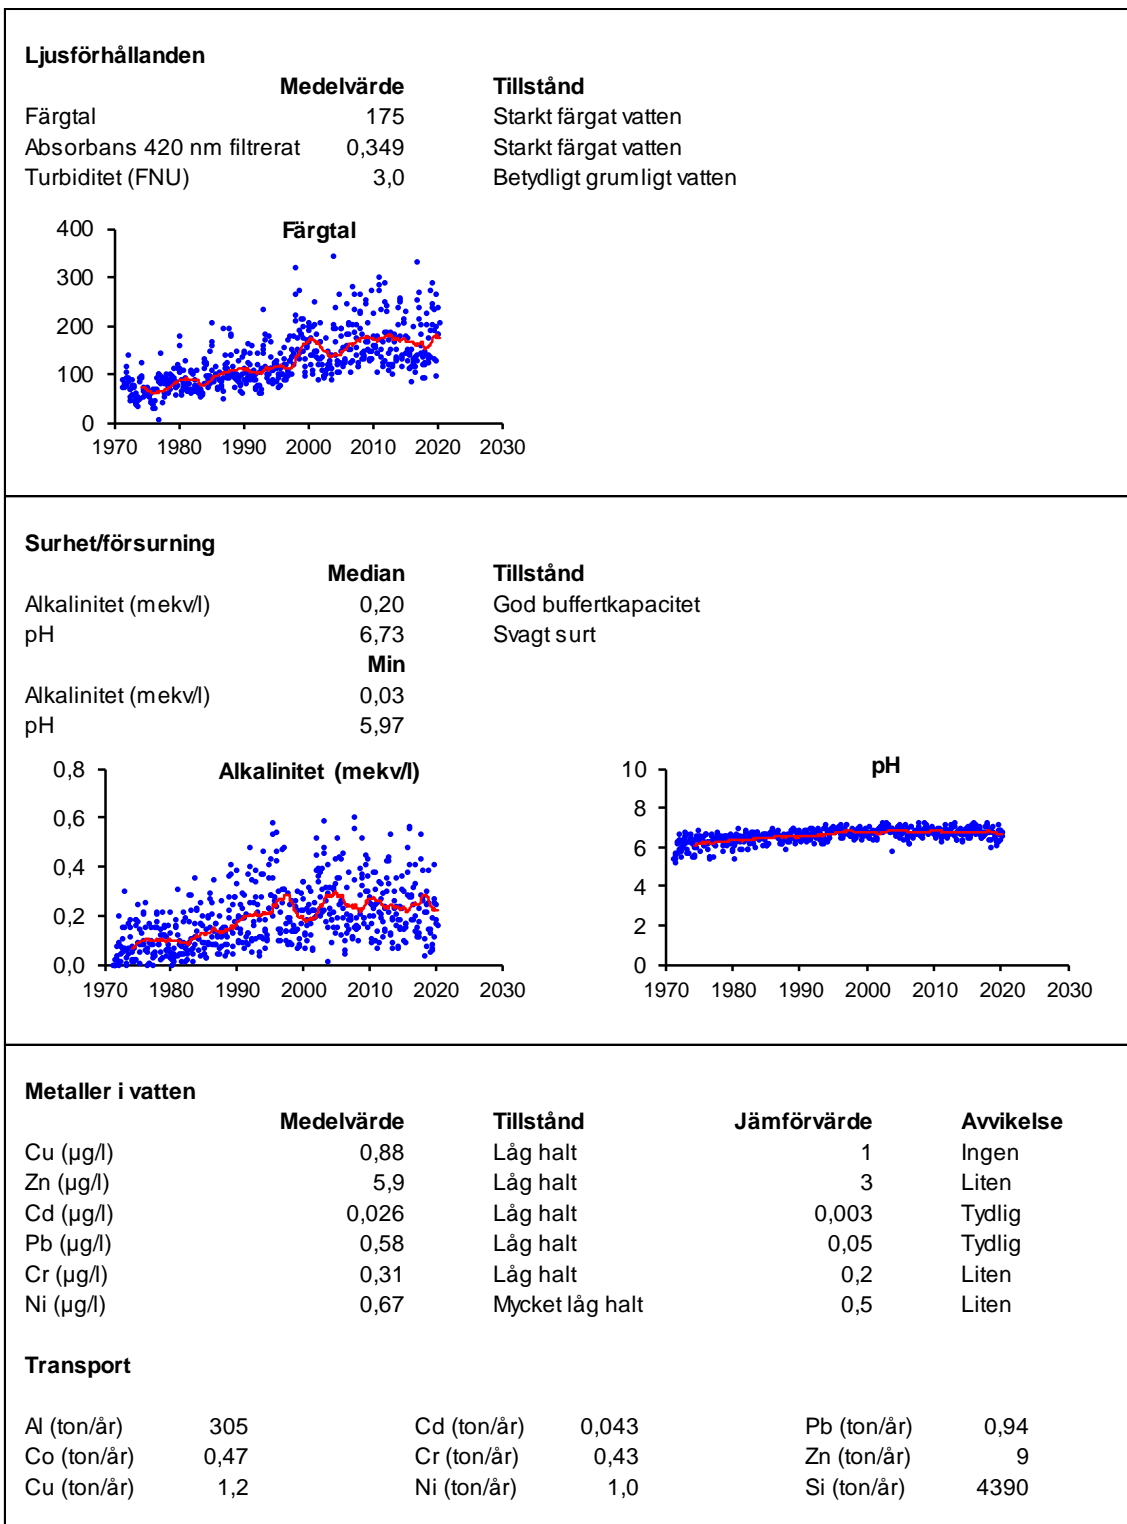 Ljusförhållanden
Medelvärde Tillstånd
Färgtal 175 Starkt färgat vatten
Absorbans 420 nm filtrerat 0,349 Starkt färgat vatten
Turbiditet (FNU) 3,0 Betydligt grumligt vatten
Färgtal
400
300
200
100
0
1970 1980 1990 2000 2010 2020 2030
Surhet/försurning
Median Tillstånd
Alkalinitet (mekv/l) 0,20 God buffertkapacitet
pH 6,73 Svagt surt
Min
Alkalinitet (mekv/l) 0,03
pH 5,97
Alkalinitet (mekv/l)
0,8
0,6
0,4
0,2
0,0
1970 1980 1990 2000 2010 2020 2030
pH
10
8
6
4
2
0
1970 1980 1990 2000 2010 2020 2030
Metaller i vatten
Medelvärde Tillstånd Jämförvärde Avvikelse
Cu (µg/l) 0,88 Låg halt 1 Ingen
Zn (µg/l) 5,9 Låg halt 3 Liten
Cd (µg/l) 0,026 Låg halt 0,003 Tydlig
Pb (µg/l) 0,58 Låg halt 0,05 Tydlig
Cr (µg/l) 0,31 Låg halt 0,2 Liten
Ni (µg/l) 0,67 Mycket låg halt 0,5 Liten
Transport
Al (ton/år) 305 Cd (ton/år) 0,043 Pb (ton/år) 0,94
Co (ton/år) 0,47 Cr (ton/år) 0,43 Zn (ton/år) 9
Cu (ton/år) 1,2 Ni (ton/år) 1,0 Si (ton/år) 4390